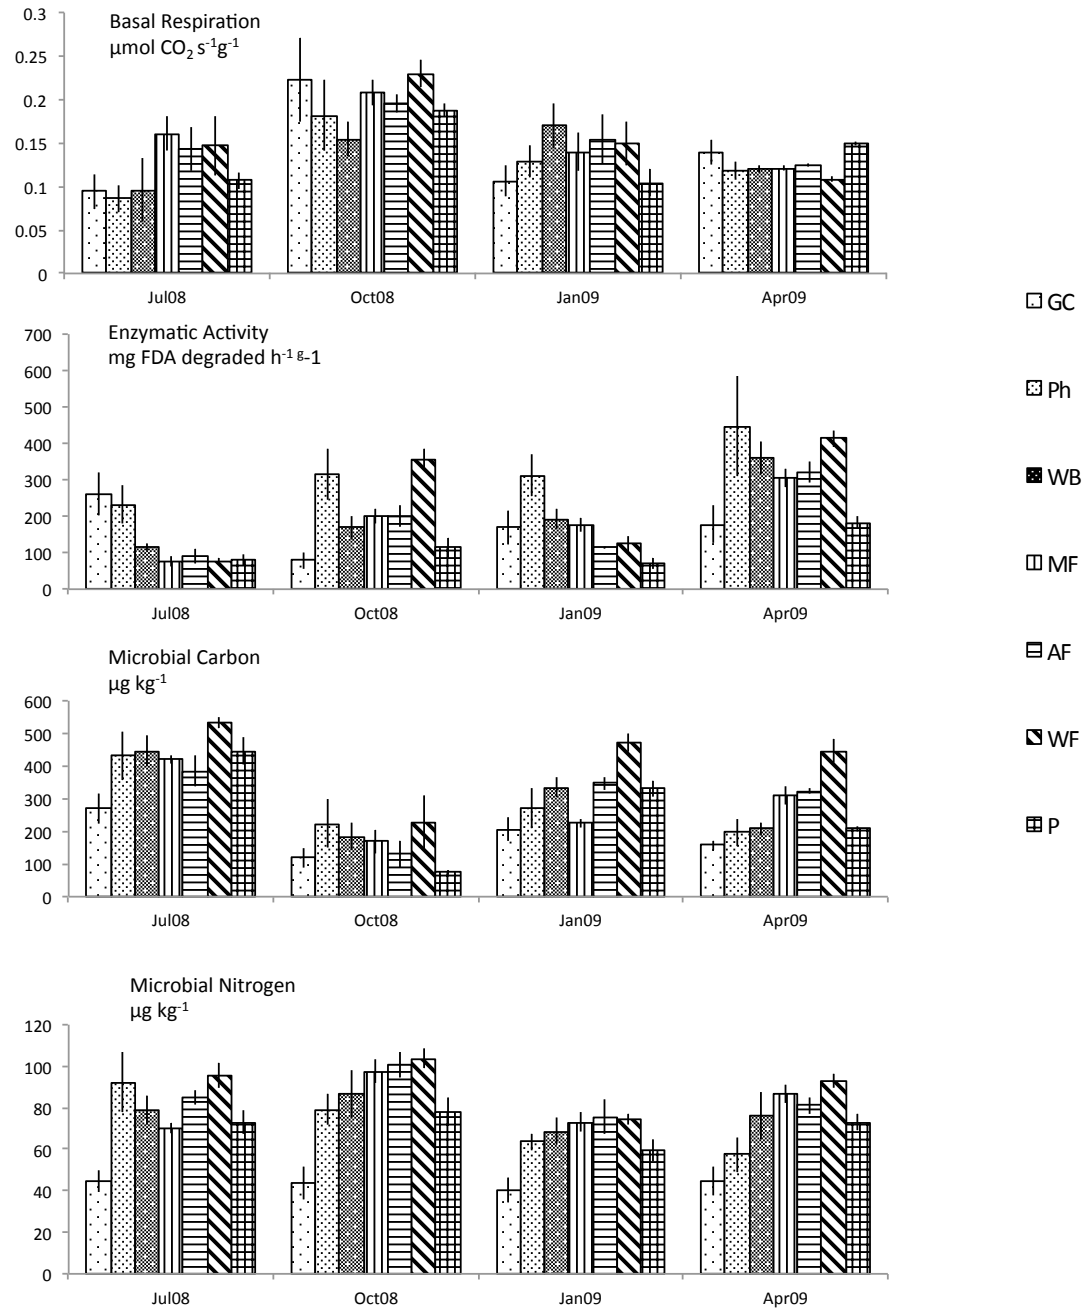 Basal Respiration
µmol CO2 s-1g-1
0.3
0.25
0.2
0.15
0.1
0.05
0
Jul08 Oct08 Jan09 Apr09
Enzymatic Activity
mg FDA degraded h-1 g-1
700
600
500
400
300
200
100
0
Jul08 Oct08 Jan09 Apr09
Microbial Carbon
µg kg-1
600
500
400
300
200
100
0
Jul08 Oct08 Jan09 Apr09
Microbial Nitrogen
µg kg-1
120
100
80
60
40
20
0
Jul08 Oct08 Jan09 Apr09
GC
Ph
WB
MF
AF
WF
P